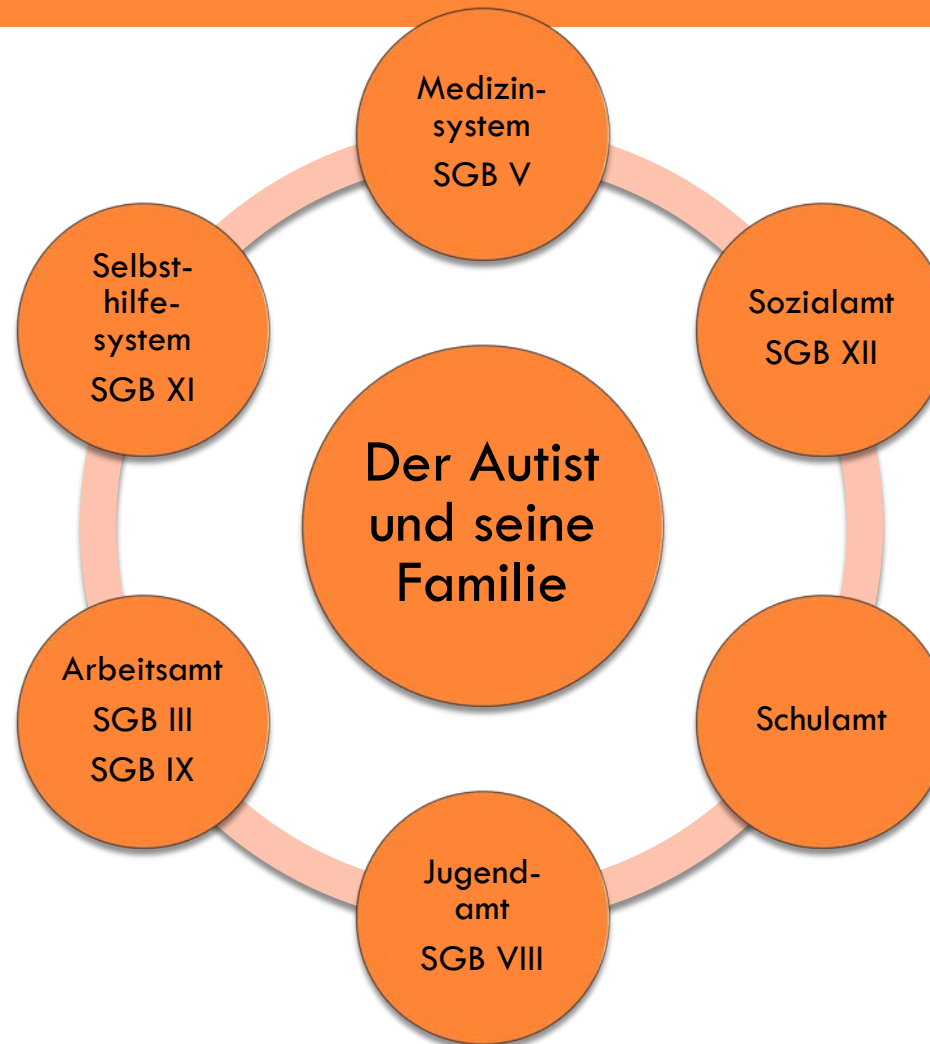 Medizin-
system
SGB V
Sozialamt
SGB XII
Schulamt
Jugend-
amt
SGB VIII
Arbeitsamt
SGB III
SGB IX
Selbst-
hilfe-
system
SGB XI
Der Autist
und seine
Familie